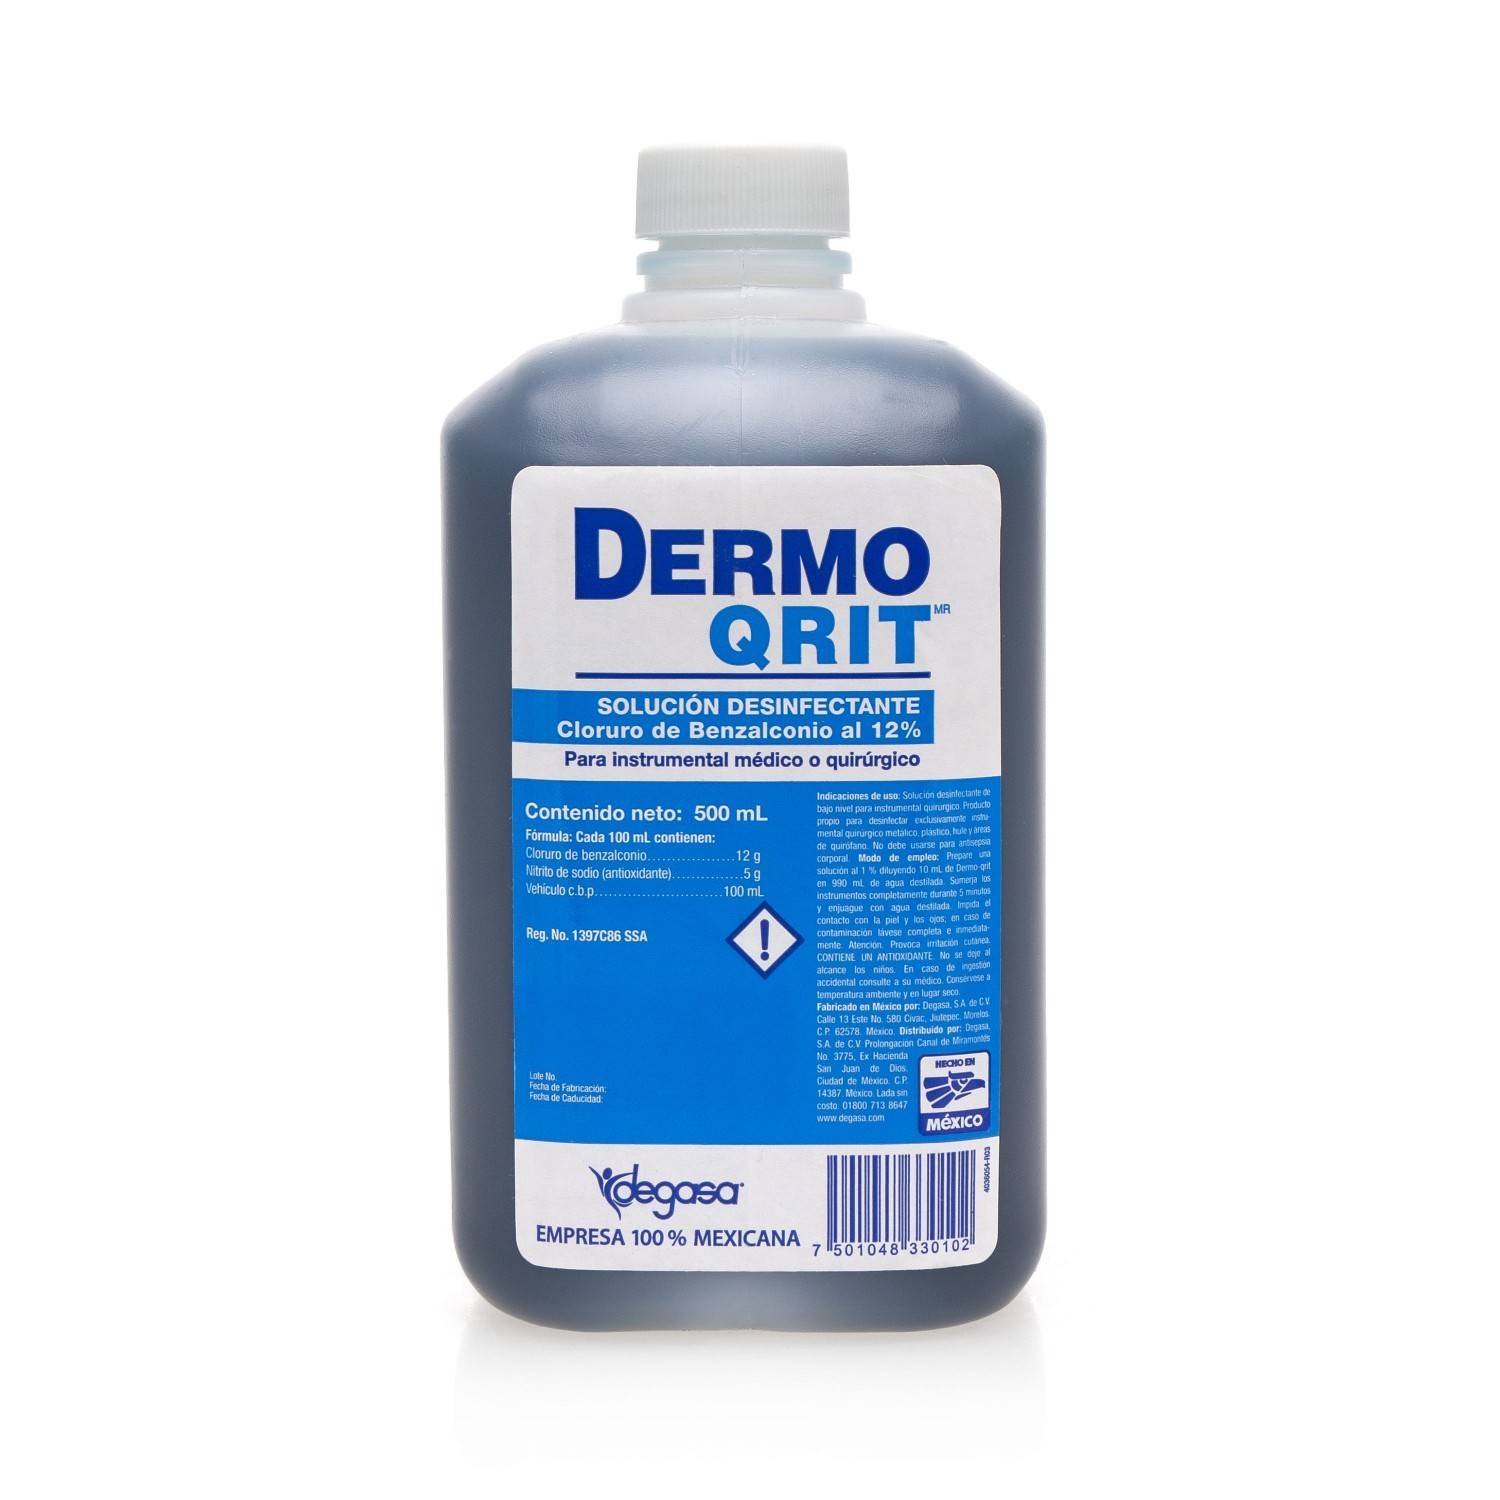 DERMO
QRIT MR
SOLUCIÓN DESINFECTANTE
Cloruro de Benzalconio al 12%
Para instrumental médico o quirúrgico
Contenido neto: 500 mL
Fórmula: Cada 100 mL contienen:
Cloruro de benzalconio..................12 g
Nitrito de sodio (antioxidante)...............5 g
Vehículo c.b.p...........................100 mL
Reg. No. 1397C86 SSA
Lote No.
Fecha de Fabricación:
Fecha de Caducidad:
Indicaciones de uso: Solución desinfectante de
bajo nivel para instrumental quirúrgico. Producto
propio para desinfectar exclusivamente instru-
mental quirúrgico metálico, plástico, hule y áreas
de quirófano. No debe usarse para antisepsia
corporal. Modo de empleo: Prepare una
solución al 1 % diluyendo 10 mL de Dermo-qrit
en 990 mL de agua destilada. Sumerja los
instrumentos completamente durante 5 minutos
y enjuague con agua destilada. Impida el
contacto con la piel y los ojos; en caso de
contaminación lávese completa e inmediata-
mente. Atención. Provoca irritación cutánea.
CONTIENE UN ANTIOXIDANTE. No se deje al
alcance los niños. En caso de ingestión
accidental consulte a su médico. Consérvese a
temperatura ambiente y en lugar seco.
Fabricado en México por: Degasa, S.A. de C.V.
Calle 13 Este No. 580 Civac, Jiutepec, Morelos.
C.P. 62578. México. Distribuido por: Degasa,
S.A. de C.V. Prolongación Canal de Miramontés
No. 3775, Ex Hacienda
San Juan de Dios,
Ciudad de México. C.P.
14387. México. Lada sin
costo. 01800 713 8647
www.degasa.com
HECHO EN
MéXICO
degasa
EMPRESA 100 % MEXICANA
7 501048 330102
4036054-R03